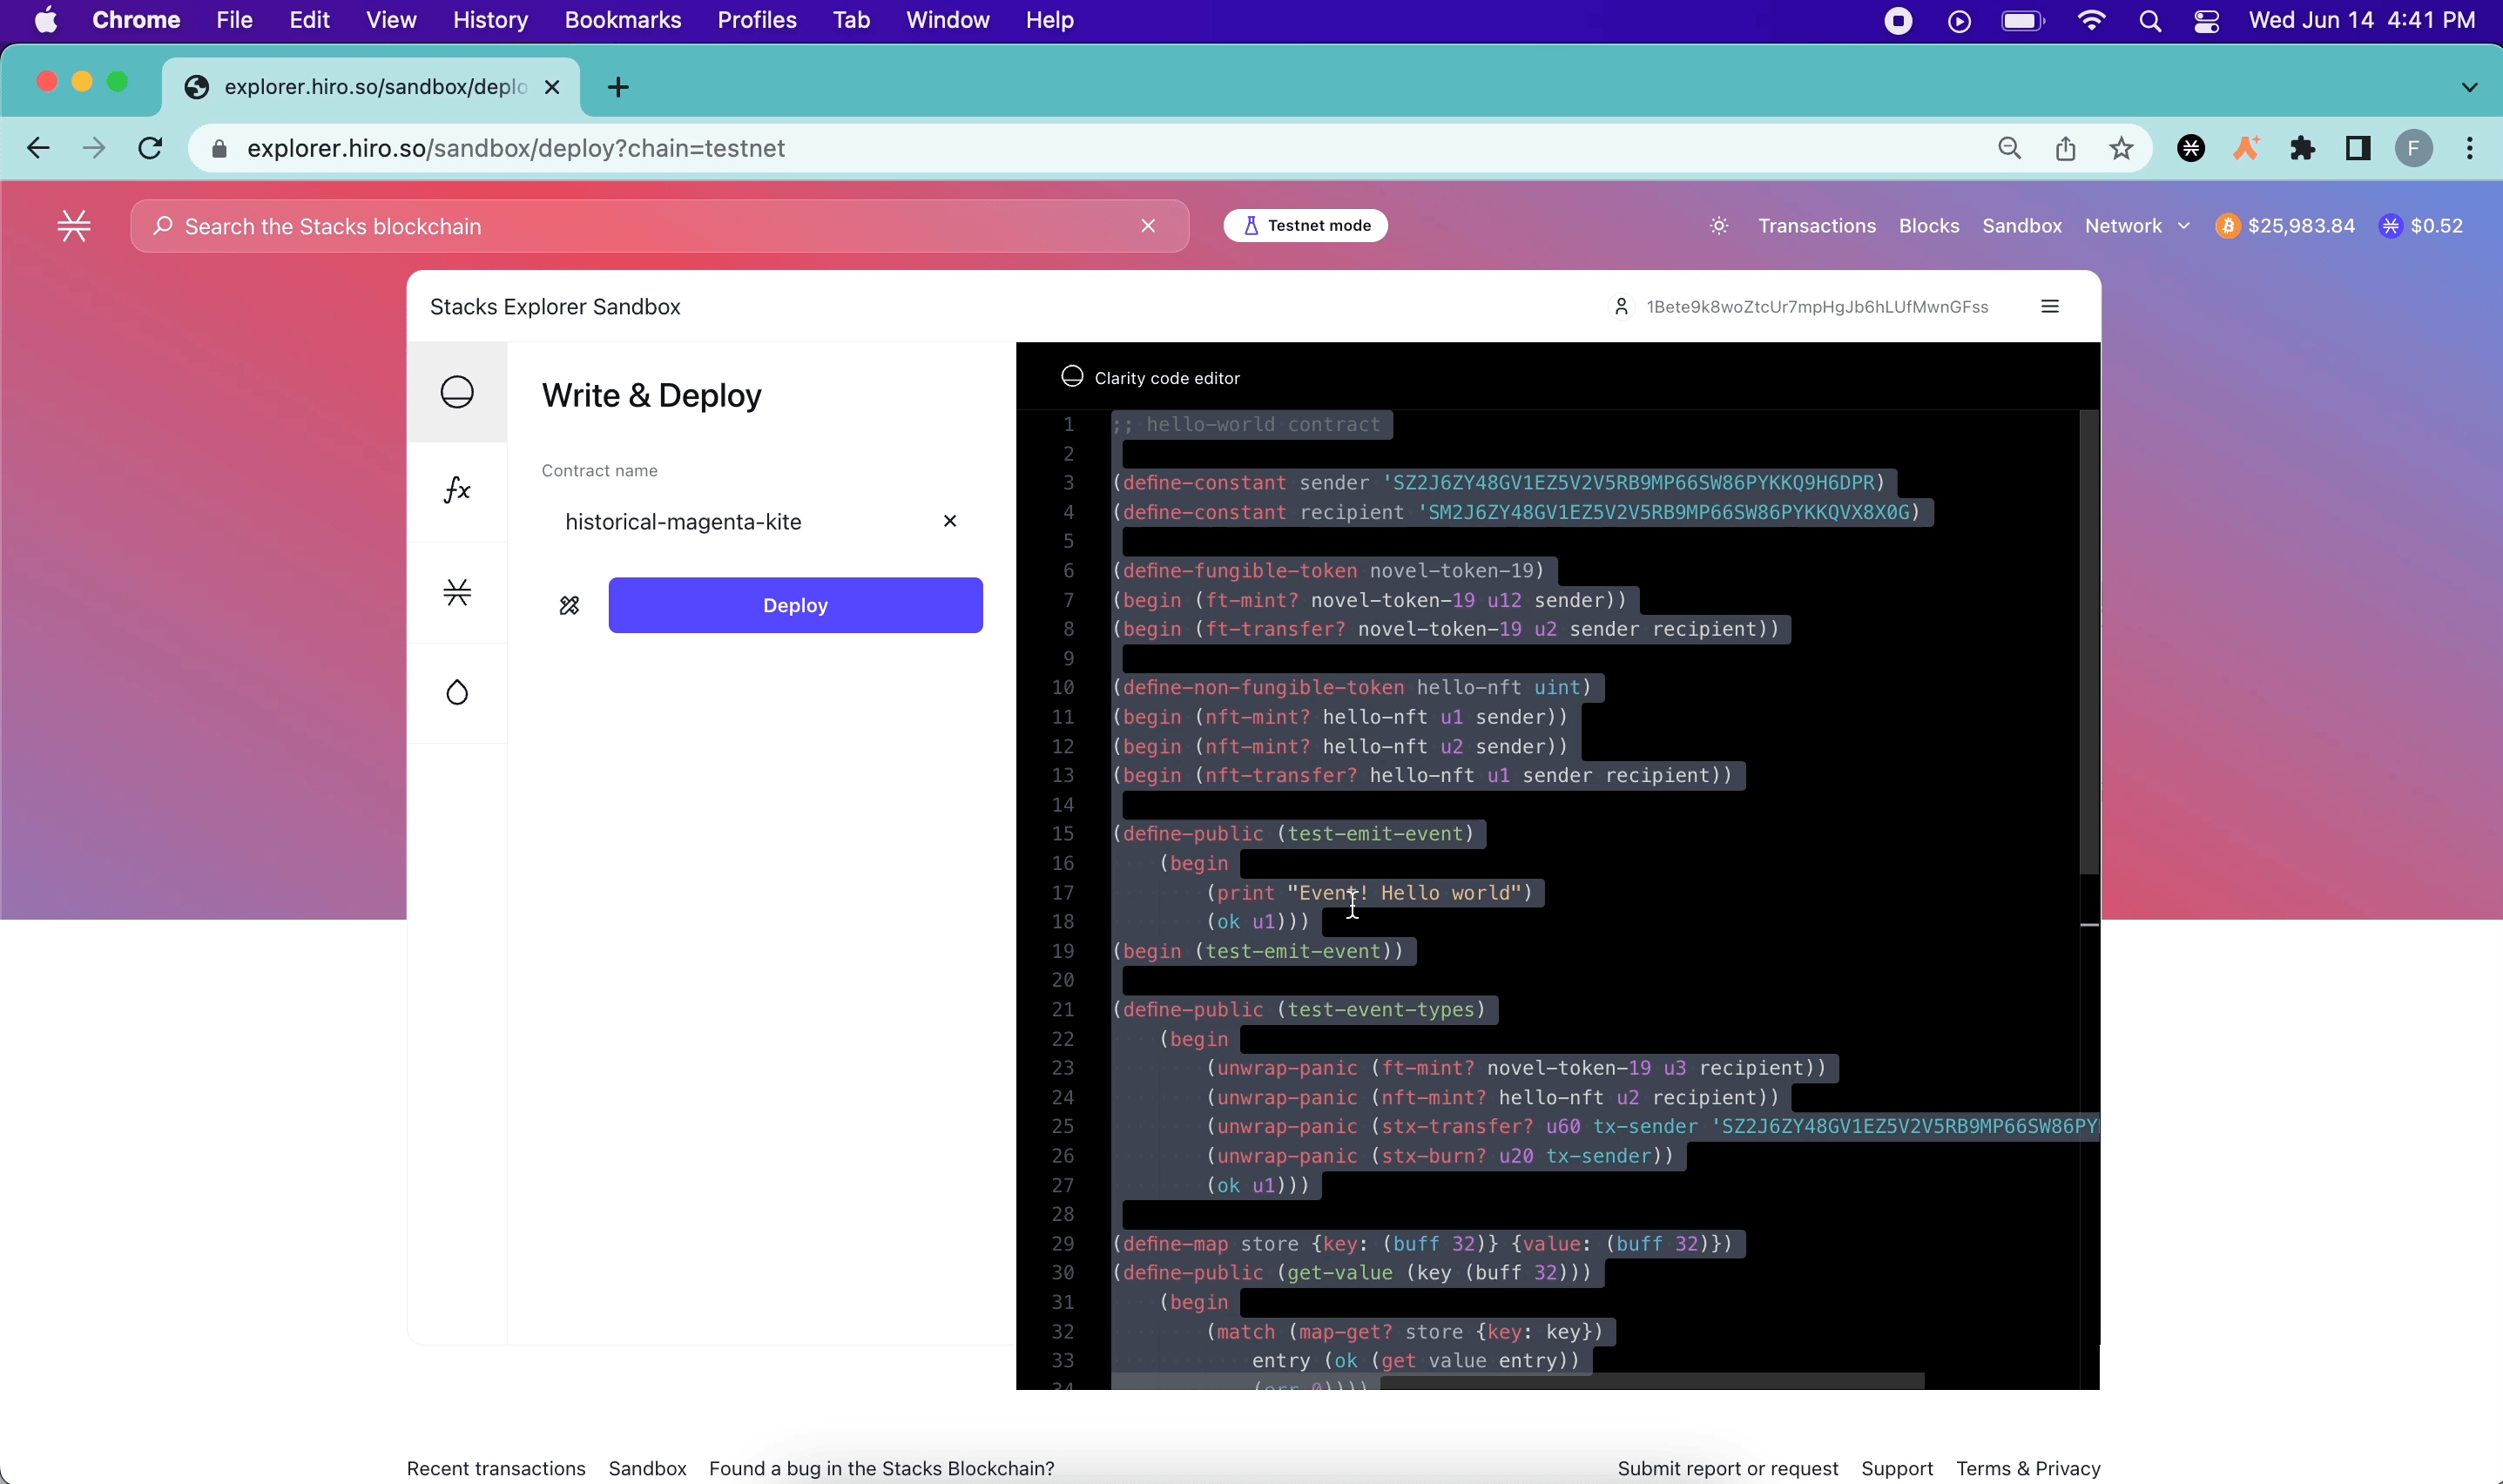 Chrome File Edit View History Bookmarks Profiles Tab Window Help Wed Jun 14 4:41 PM
explorer.hiro.so/sandbox/deplo
explorer.hiro.so/sandbox/deploy?chain=testnet F
Search the Stacks blockchain Testnet mode Transactions Blocks Sandbox Network $25,983.84 $0.52
Stacks Explorer Sandbox 1Bete9k8woZtcUr7mpHgJb6hLUfMwnGFss
Write & Deploy
Contract name
historical-magenta-kite
Deploy
Clarity code editor
1 ;; hello-world contract
2
3 (define-constant sender 'SZ2J6ZY48GV1EZ5V2V5RB9MP66SW86PYKKQ9H6DPR)
4 (define-constant recipient 'SM2J6ZY48GV1EZ5V2V5RB9MP66SW86PYKKQVX8X0G)
5
6 (define-fungible-token novel-token-19)
7 (begin (ft-mint? novel-token-19 u12 sender))
8 (begin (ft-transfer? novel-token-19 u2 sender recipient))
9
10 (define-non-fungible-token hello-nft uint)
11 (begin (nft-mint? hello-nft u1 sender))
12 (begin (nft-mint? hello-nft u2 sender))
13 (begin (nft-transfer? hello-nft u1 sender recipient))
14
15 (define-public (test-emit-event)
16 (begin
17 (print "Event! Hello world")
18 (ok u1)))
19 (begin (test-emit-event))
20
21 (define-public (test-event-types)
22 (begin
23 (unwrap-panic (ft-mint? novel-token-19 u3 recipient))
24 (unwrap-panic (nft-mint? hello-nft u2 recipient))
25 (unwrap-panic (stx-transfer? u60 tx-sender 'SZ2J6ZY48GV1EZ5V2V5RB9MP66SW86PY
26 (unwrap-panic (stx-burn? u20 tx-sender))
27 (ok u1)))
28
29 (define-map store {key: (buff 32)} {value: (buff 32)})
30 (define-public (get-value (key (buff 32)))
31 (begin
32 (match (map-get? store {key: key})
33 entry (ok (get value entry))
34 (err 0))))
Recent transactions Sandbox Found a bug in the Stacks Blockchain? Submit report or request Support Terms & Privacy